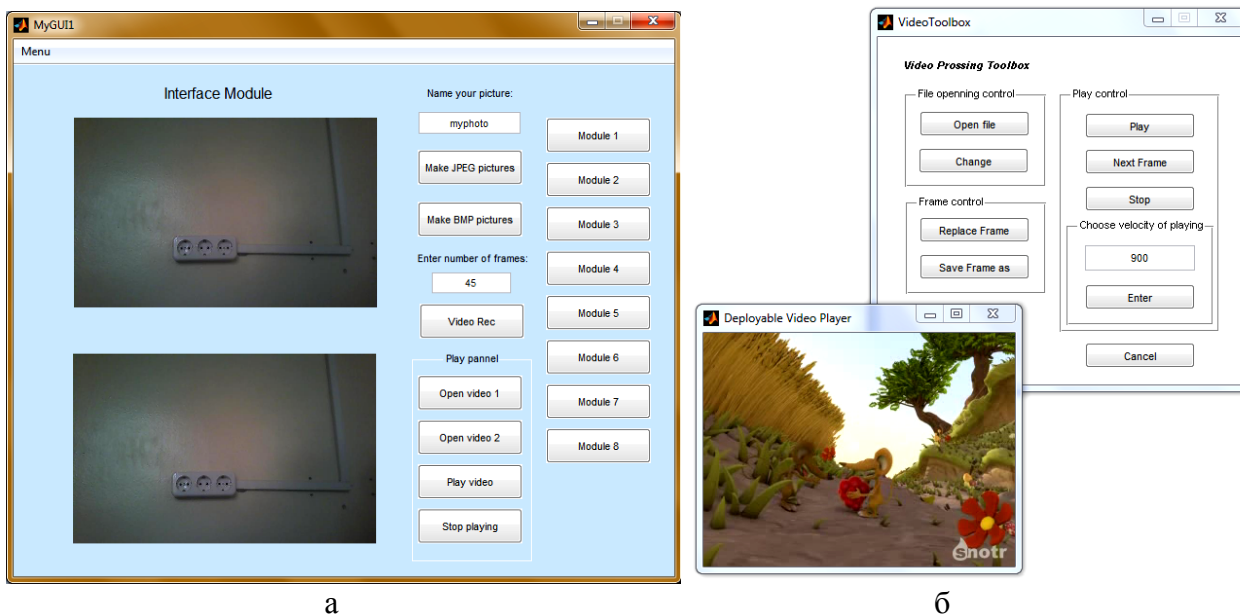 MyGUI1
Menu
Interface Module
Name your picture:
myphoto
Make JPEG pictures
Make BMP pictures
Enter number of frames:
45
Video Rec
Play pannel
Open video 1
Open video 2
Play video
Stop playing
Module 1
Module 2
Module 3
Module 4
Module 5
Module 6
Module 7
Module 8
а
VideoToolbox
Video Prossing Toolbox
File openning control
Open file
Change
Frame control
Replace Frame
Save Frame as
Play control
Play
Next Frame
Stop
Choose velocity of playing
900
Enter
Cancel
Deployable Video Player
Snotr
б